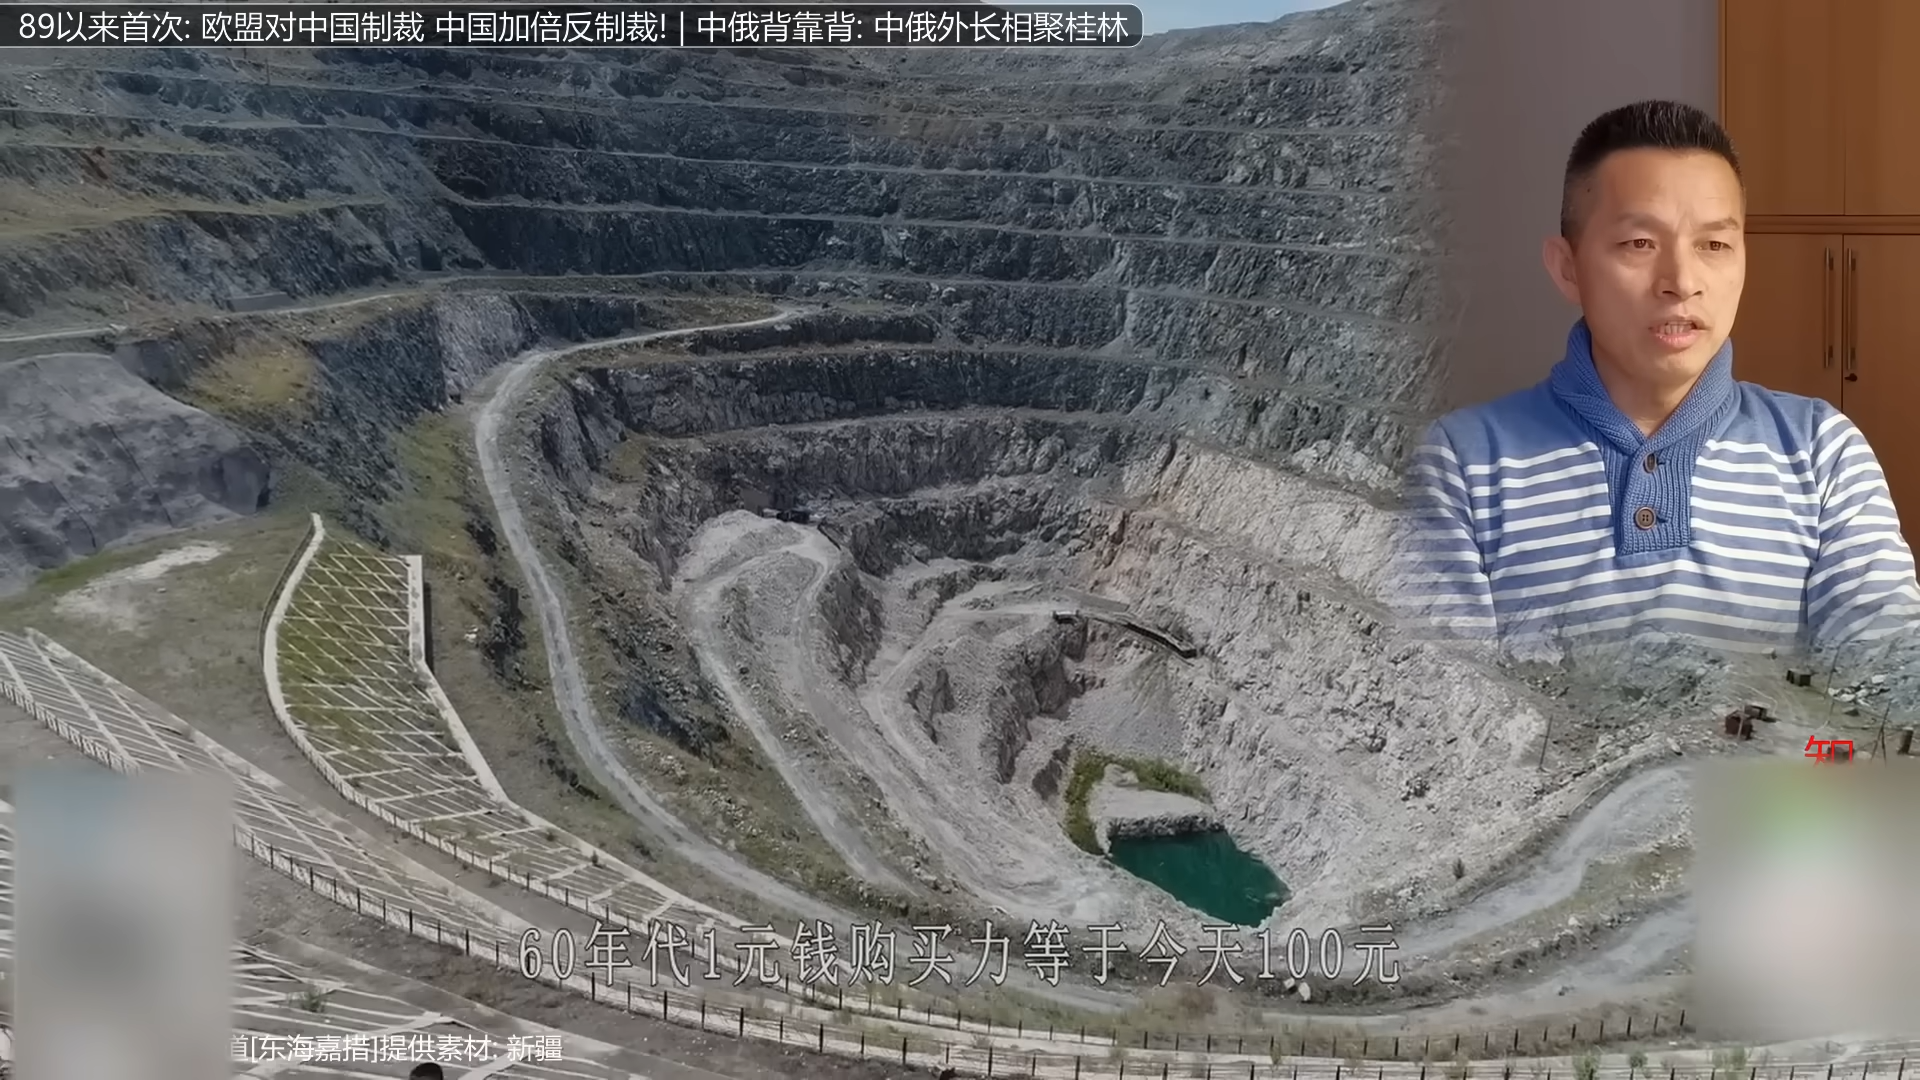 89以来首次: 欧盟对中国制裁 中国加倍反制裁! | 中俄背靠背: 中俄外长相聚桂林
知
60年代1元钱购买力等于今天100元
道[东海嘉措]提供素材: 新疆